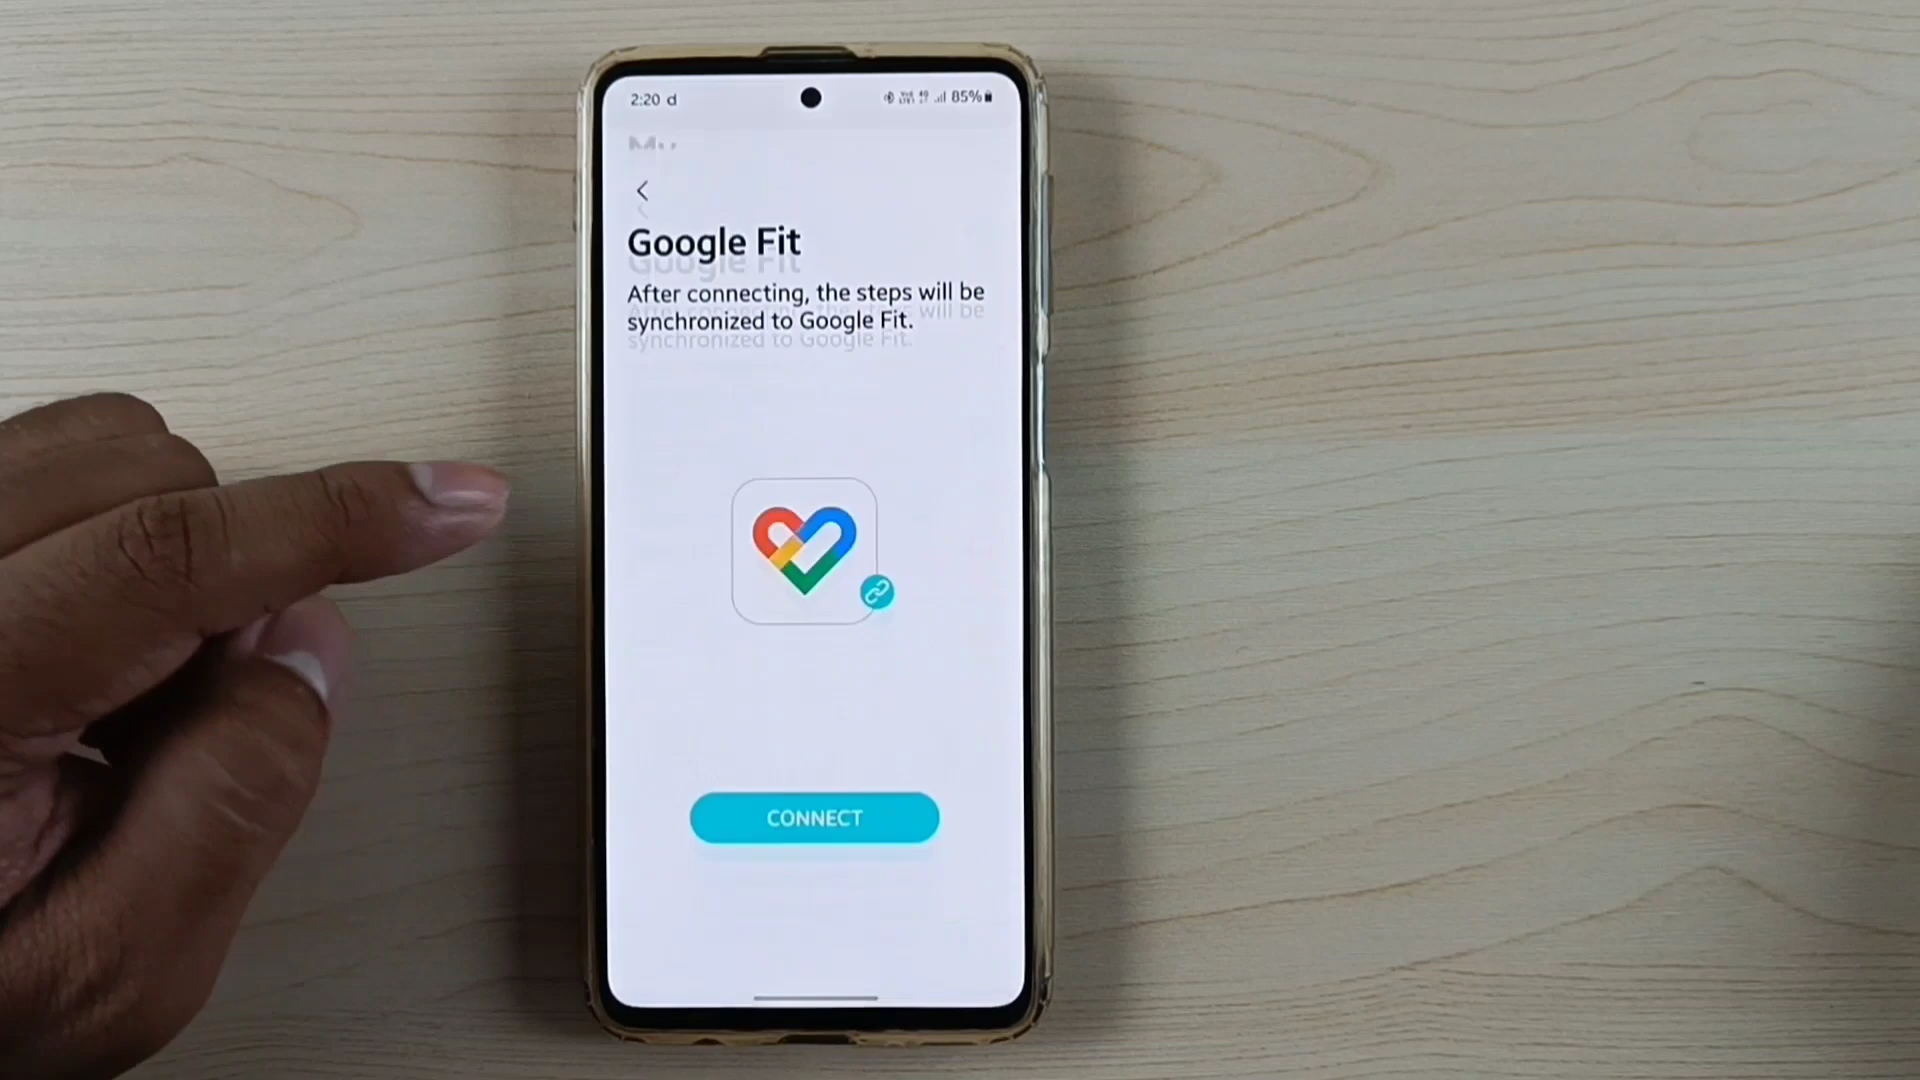 2:20 d
85%
Google Fit
After connecting, the steps will be
synchronized to Google Fit.
CONNECT